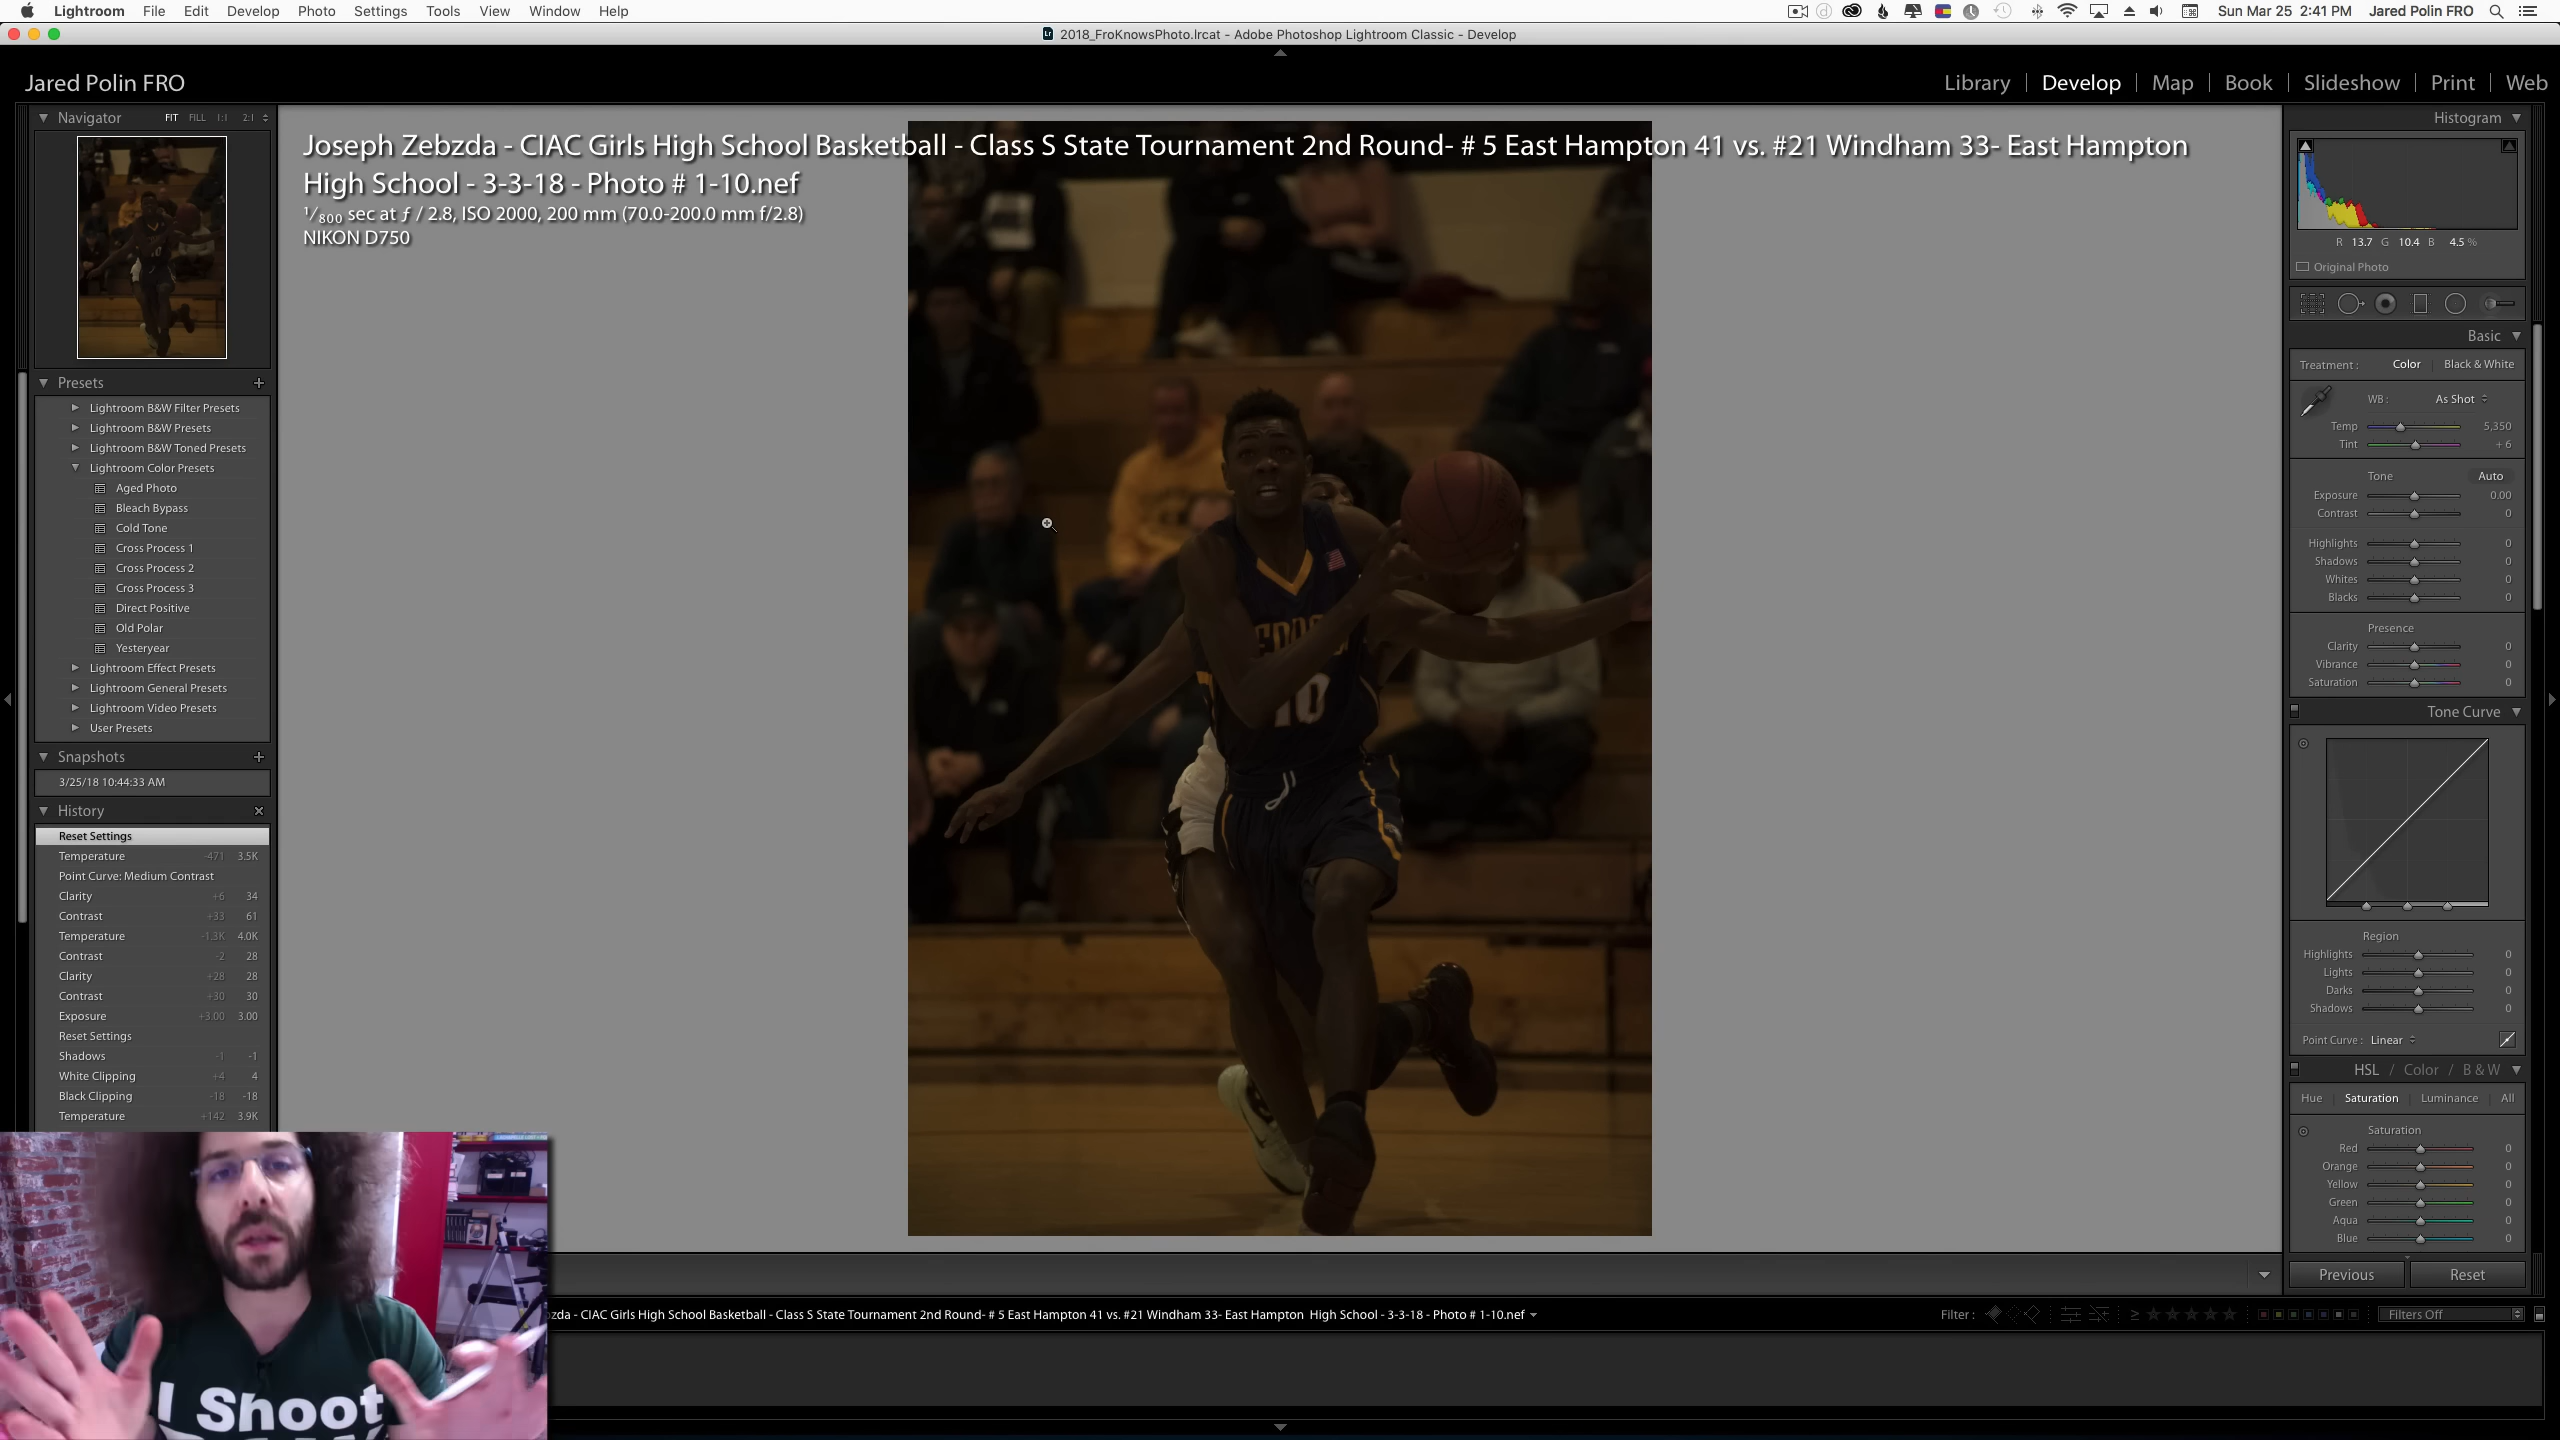 Lightroom File Edit Develop Photo Settings Tools View Window Help
Sun Mar 25 2:41 PM Jared Polin FRO
2018_FroKnowsPhoto.lrcat - Adobe Photoshop Lightroom Classic - Develop
Jared Polin FRO
Library | Develop | Map | Book | Slideshow | Print | Web
Navigator FIT FILL 1:1 2:1
Presets
Lightroom B&W Filter Presets
Lightroom B&W Presets
Lightroom B&W Toned Presets
Lightroom Color Presets
Aged Photo
Bleach Bypass
Cold Tone
Cross Process 1
Cross Process 2
Cross Process 3
Direct Positive
Old Polar
Yesteryear
Lightroom Effect Presets
Lightroom General Presets
Lightroom Video Presets
User Presets
Snapshots
3/25/18 10:44:33 AM
History
Reset Settings
Temperature -471 3.5K
Point Curve: Medium Contrast
Clarity +6 34
Contrast +33 61
Temperature -1.3K 4.0K
Contrast -2 28
Clarity +28 28
Contrast +30 30
Exposure +3.00 3.00
Reset Settings
Shadows -1 -1
White Clipping +4 4
Black Clipping -18 -18
Temperature +142 3.9K
Joseph Zebzda - CIAC Girls High School Basketball - Class S State Tournament 2nd Round- # 5 East Hampton 41 vs. #21 Windham 33- East Hampton
High School - 3-3-18 - Photo # 1-10.nef
1/800 sec at ƒ / 2.8, ISO 2000, 200 mm (70.0-200.0 mm f/2.8)
NIKON D750
10
Histogram
R 13.7 G 10.4 B 4.5 %
Original Photo
Basic
Treatment : Color | Black & White
WB : As Shot
Temp 5,350
Tint + 6
Tone Auto
Exposure 0.00
Contrast 0
Highlights 0
Shadows 0
Whites 0
Blacks 0
Presence
Clarity 0
Vibrance 0
Saturation 0
Tone Curve
Region
Highlights 0
Lights 0
Darks 0
Shadows 0
Point Curve : Linear
HSL / Color / B & W
Hue | Saturation | Luminance | All
Saturation
Red 0
Orange 0
Yellow 0
Green 0
Aqua 0
Blue 0
Previous Reset
zda - CIAC Girls High School Basketball - Class S State Tournament 2nd Round- # 5 East Hampton 41 vs. #21 Windham 33- East Hampton High School - 3-3-18 - Photo # 1-10.nef
Filter : Filters Off
I Shoot